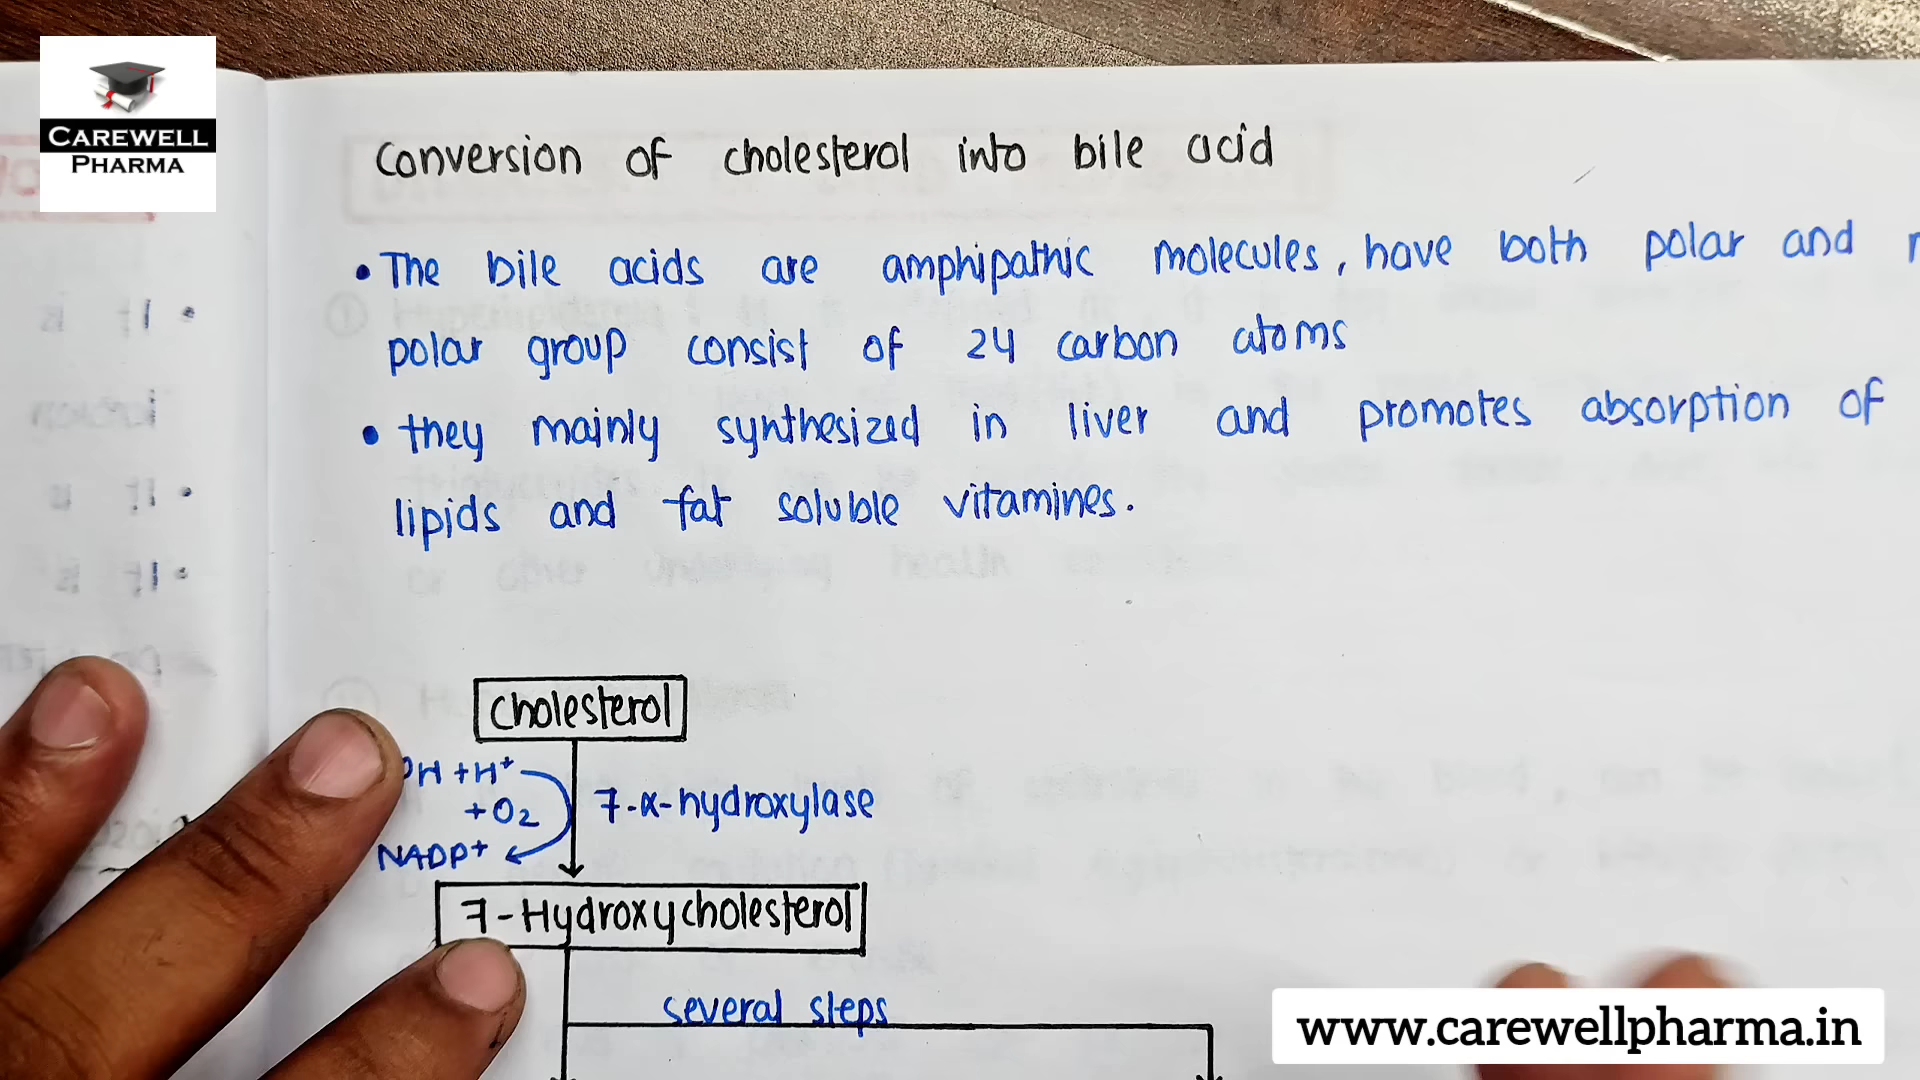 CAREWELL
PHARMA
conversion of cholesterol into bile acid
• The bile acids are amphipathic molecules, have both polar and
polar group consist of 24 carbon atoms
• they mainly synthesized in liver and promotes absorption of
lipids and fat soluble vitamines.
cholesterol
PH + H+
+ O2
7-α-hydroxylase
NADP+
7-Hydroxycholesterol
several steps
www.carewellpharma.in